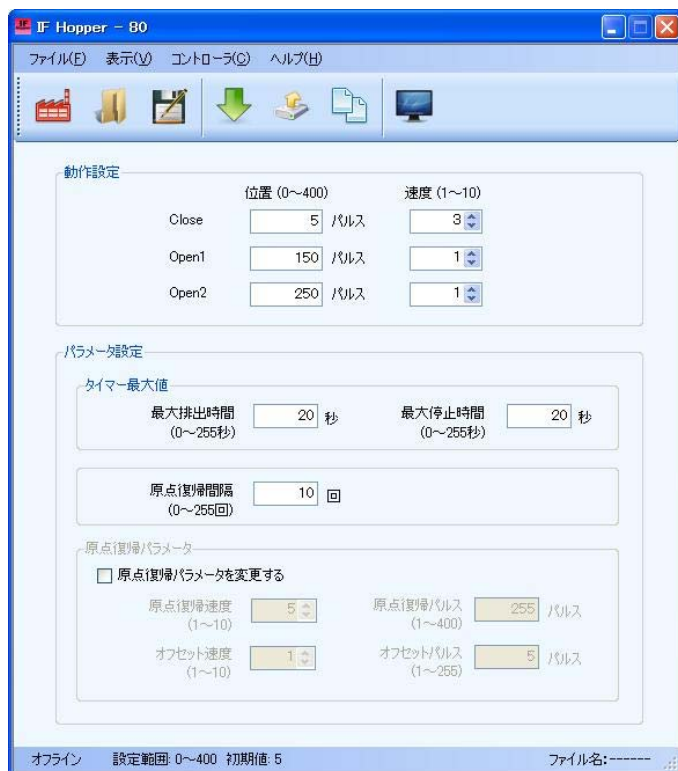 IF Hopper - 80
ファイル(F) 表示(V) コントローラ(C) ヘルプ(H)
動作設定
位置 (0～400) 速度 (1～10)
Close 5 パルス 3
Open1 150 パルス 1
Open2 250 パルス 1
パラメータ設定
タイマー最大値
最大排出時間 20 秒 最大停止時間 20 秒
(0～255秒) (0～255秒)
原点復帰間隔 10 回
(0～255回)
原点復帰パラメータ
原点復帰パラメータを変更する
原点復帰速度 5 原点復帰パルス 255 パルス
(1～10) (1～400)
オフセット速度 1 オフセットパルス 5 パルス
(1～10) (1～255)
オフライン 設定範囲: 0～400 初期値: 5 ファイル名:------